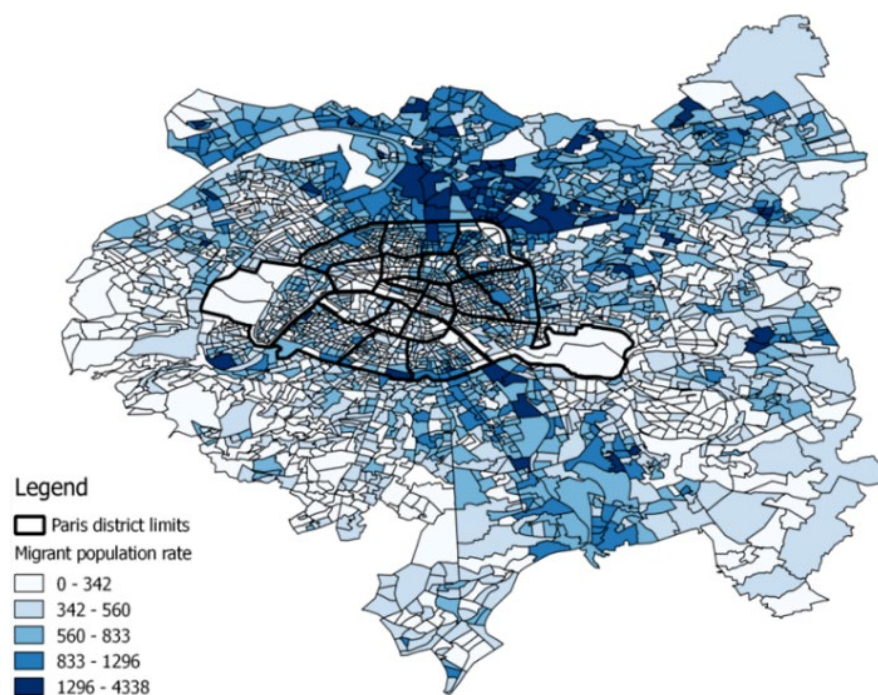 Legend
Paris district limits
Migrant population rate
0 - 342
342 - 560
560 - 833
833 - 1296
1296 - 4338